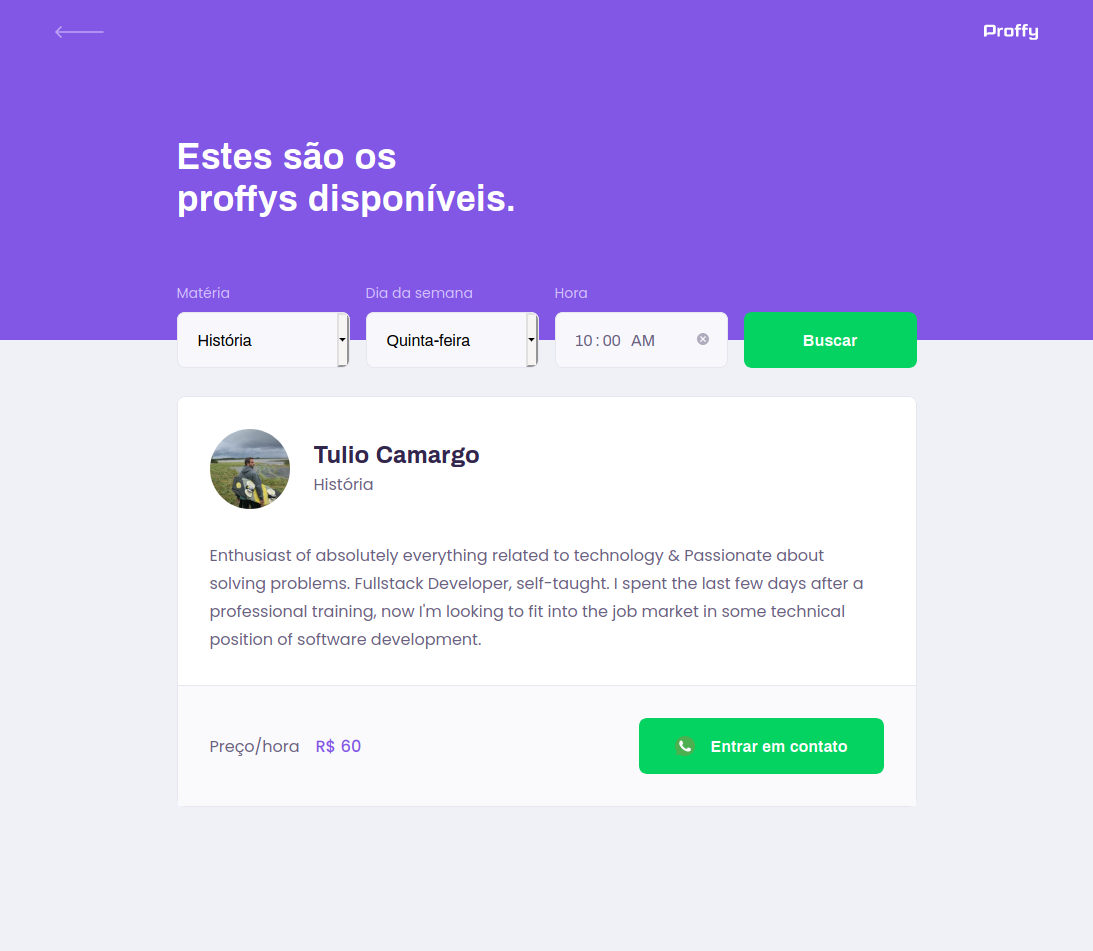 Proffy
Estes são os
proffys disponíveis.
Matéria
Dia da semana
Hora
História
Quinta-feira
10:00 AM
Buscar
Tulio Camargo
História
Enthusiast of absolutely everything related to technology & Passionate about
solving problems. Fullstack Developer, self-taught. I spent the last few days after a
professional training, now I'm looking to fit into the job market in some technical
position of software development.
Preço/hora R$ 60
Entrar em contato